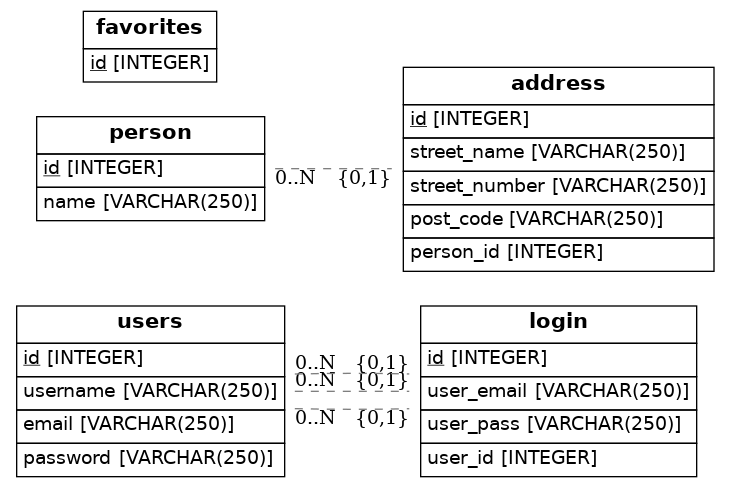 favorites
id [INTEGER]
person
id [INTEGER]
name [VARCHAR(250)]
0..N {0,1}
address
id [INTEGER]
street_name [VARCHAR(250)]
street_number [VARCHAR(250)]
post_code [VARCHAR(250)]
person_id [INTEGER]
users
id [INTEGER]
username [VARCHAR(250)]
email [VARCHAR(250)]
password [VARCHAR(250)]
0..N {0,1}
0..N {0,1}
0..N {0,1}
login
id [INTEGER]
user_email [VARCHAR(250)]
user_pass [VARCHAR(250)]
user_id [INTEGER]